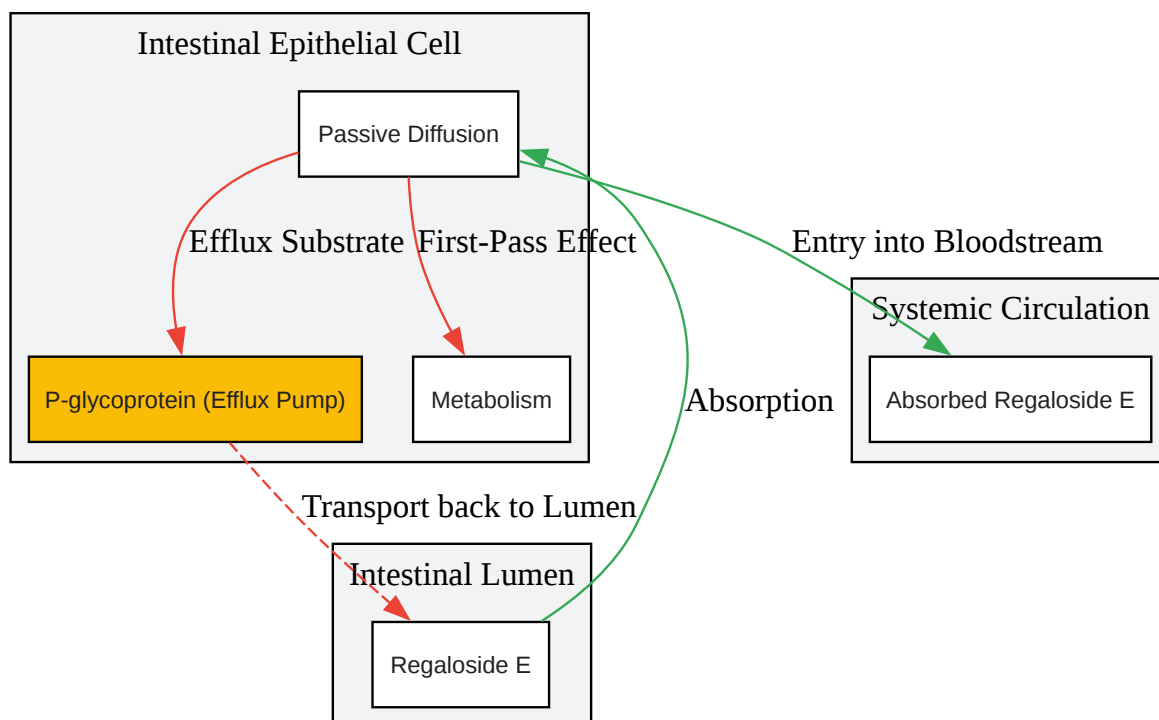 Intestinal Epithelial Cell
Passive Diffusion
Efflux Substrate
First-Pass Effect
Entry into Bloodstream
Systemic Circulation
P-glycoprotein (Efflux Pump)
Metabolism
Absorption
Absorbed Regaloside E
Transport back to Lumen
Intestinal Lumen
Regaloside E